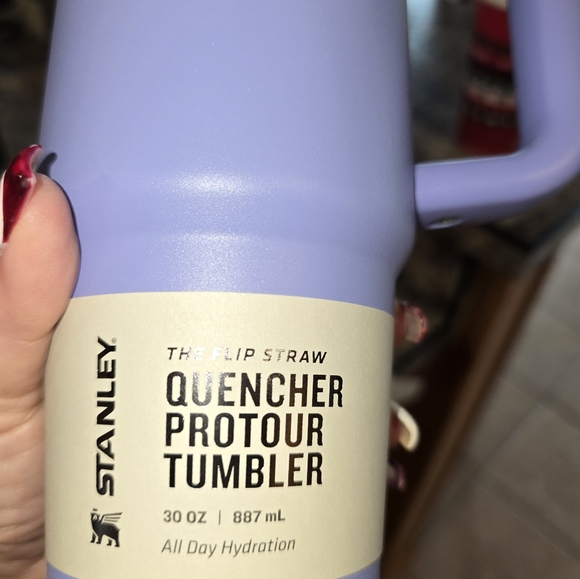 STANLEY®
THE FLIP STRAW
QUENCHER
PROTOUR
TUMBLER
30 OZ | 887 mL
All Day Hydration